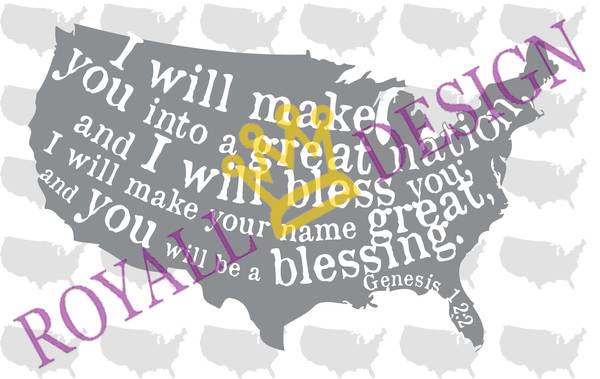 I will make
you into a great nation
and I will bless you;
I will make your name great,
and you will be a blessing.
Genesis 12:2
ROYALL DESIGN